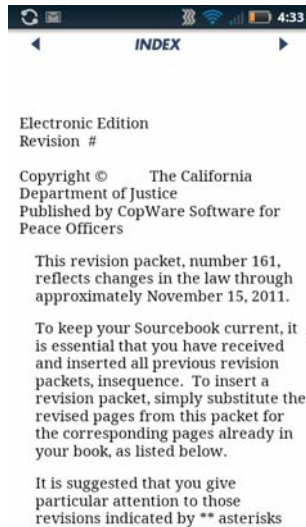 4:33
INDEX
Electronic Edition
Revision #
Copyright © The California
Department of Justice
Published by CopWare Software for
Peace Officers
This revision packet, number 161,
reflects changes in the law through
approximately November 15, 2011.
To keep your Sourcebook current, it
is essential that you have received
and inserted all previous revision
packets, insequence. To insert a
revision packet, simply substitute the
revised pages from this packet for
the corresponding pages already in
your book, as listed below.
It is suggested that you give
particular attention to those
revisions indicated by ** asterisks